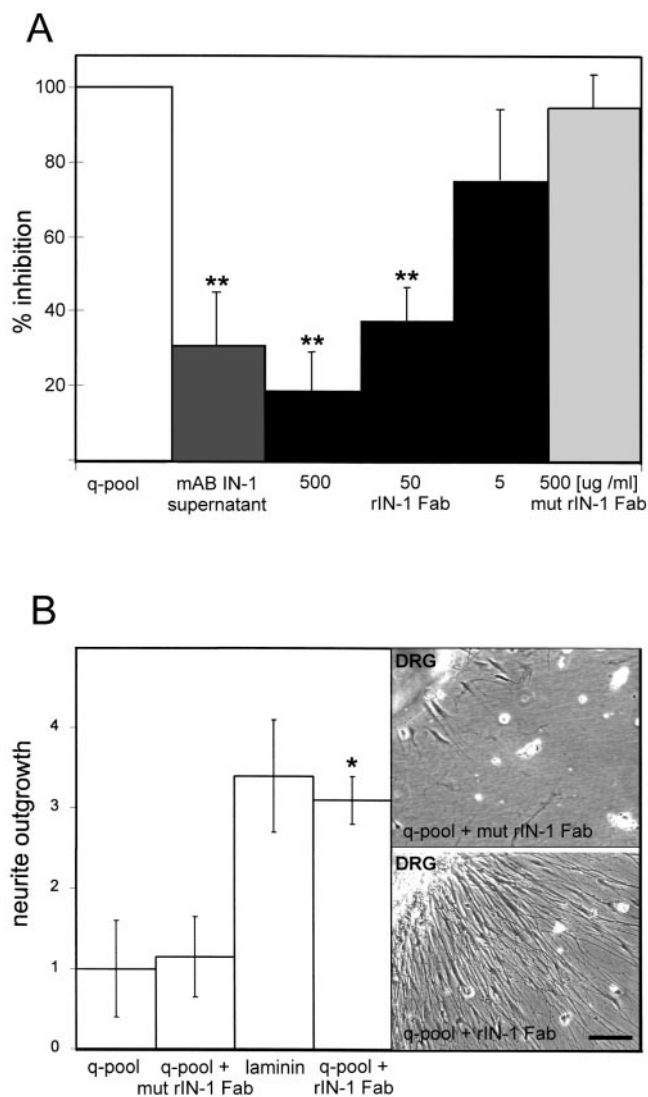 A
% inhibition
100
80
60
40
20
**
**
**
q-pool
mAB IN-1
supernatant
500
50
rIN-1 Fab
5
500 [ug /ml]
mut rIN-1 Fab
B
neurite outgrowth
4
3
2
1
0
*
q-pool
q-pool +
mut rIN-1 Fab
laminin
q-pool +
rIN-1 Fab
DRG
q-pool + mut rIN-1 Fab
DRG
q-pool + rIN-1 Fab